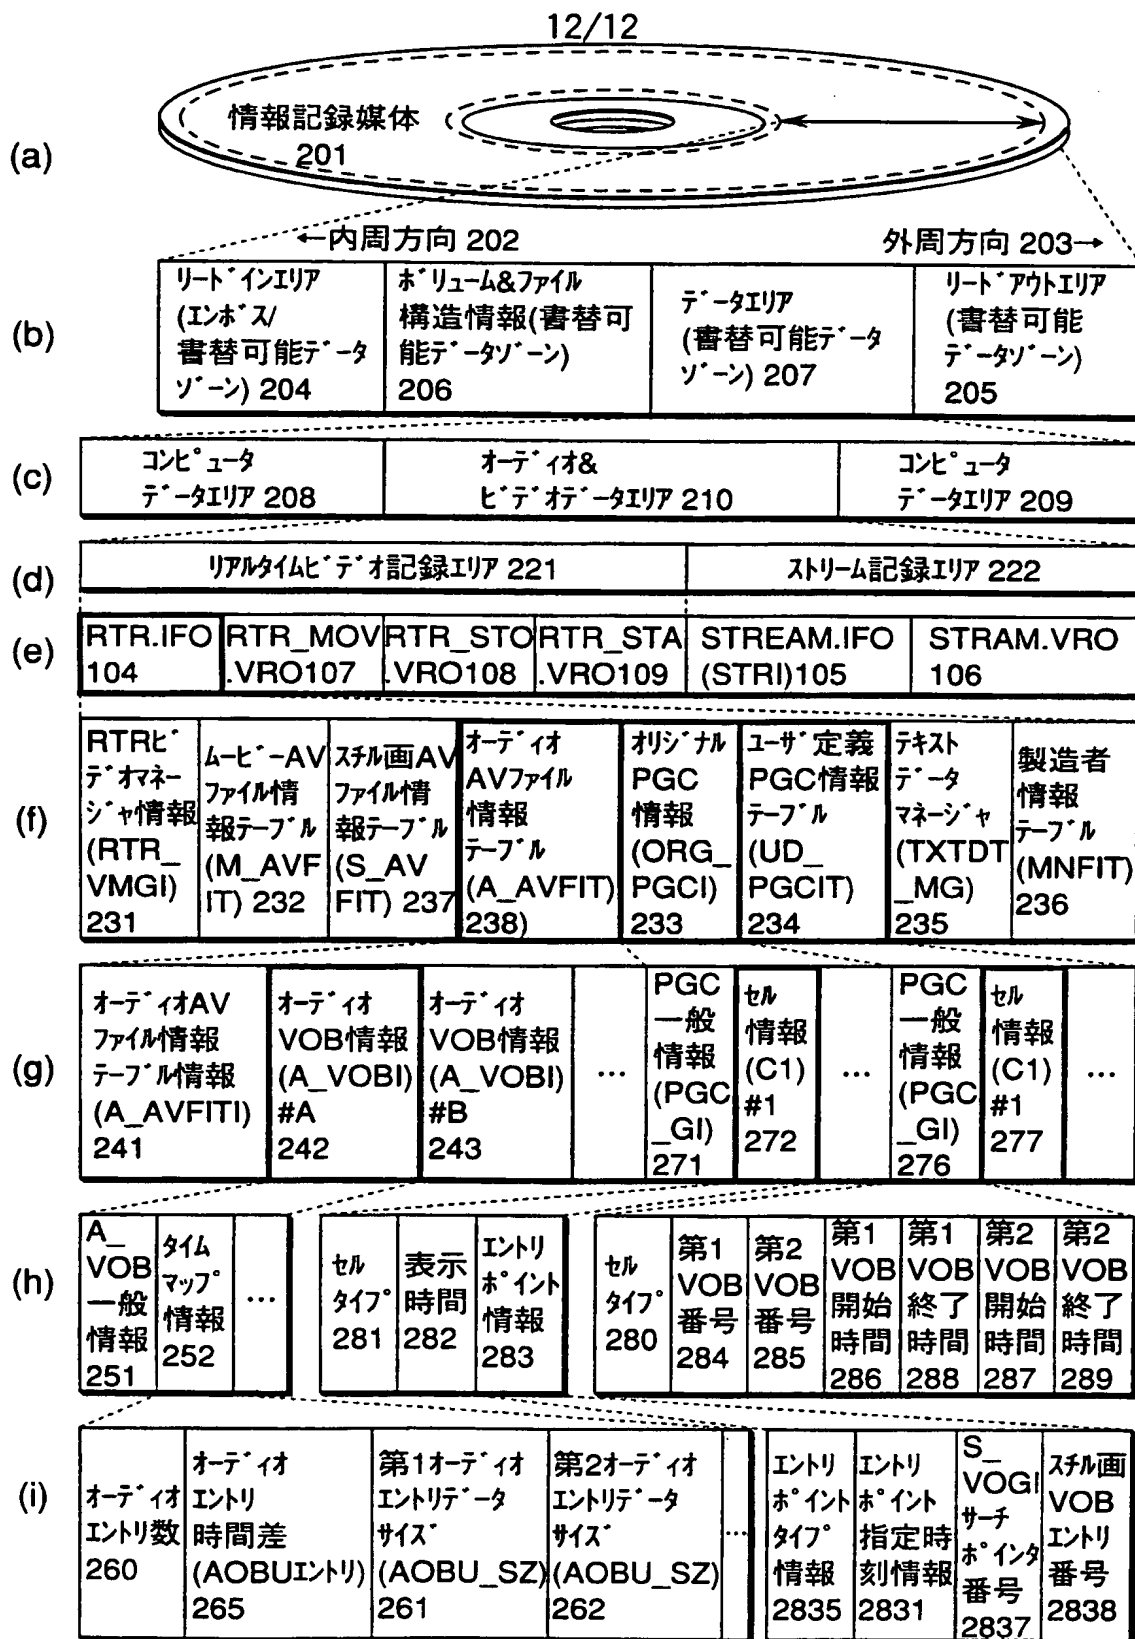 12/12
(a)
情報記録媒体
201
←内周方向 202
外周方向 203→
(b)
リードインエリア
(エンボス/
書替可能データ
ゾーン) 204
ボリューム&ファイル
構造情報(書替可
能データゾーン)
206
データエリア
(書替可能データ
ゾーン) 207
リードアウトエリア
(書替可能
データゾーン)
205
(c)
コンピュータ
データエリア 208
オーディオ&
ビデオデータエリア 210
コンピュータ
データエリア 209
(d)
リアルタイムビデオ記録エリア 221
ストリーム記録エリア 222
(e)
RTR.IFO
104
RTR_MOV
.VRO107
RTR_STO
.VRO108
RTR_STA
.VRO109
STREAM.IFO
(STRI)105
STRAM.VRO
106
(f)
RTRビ
デオマネー
ジャ情報
(RTR_
VMGI)
231
ムービーAV
ファイル情
報テーブル
(M_AVF
IT) 232
スチル画AV
ファイル情
報テーブル
(S_AV
FIT) 237
オーディオ
AVファイル
情報
テーブル
(A_AVFIT)
238)
オリジナル
PGC
情報
(ORG_
PGCI)
233
ユーザ定義
PGC情報
テーブル
(UD_
PGCIT)
234
テキスト
データ
マネージャ
(TXTDT
_MG)
235
製造者
情報
テーブル
(MNFIT)
236
(g)
オーディオAV
ファイル情報
テーブル情報
(A_AVFITI)
241
オーディオ
VOB情報
(A_VOBI)
#A
242
オーディオ
VOB情報
(A_VOBI)
#B
243
…
PGC
一般
情報
(PGC
_GI)
271
セル
情報
(C1)
#1
272
…
PGC
一般
情報
(PGC
_GI)
276
セル
情報
(C1)
#1
277
…
(h)
A_
VOB
一般
情報
251
タイム
マップ
情報
252
…
セル
タイプ
281
表示
時間
282
エントリ
ポイント
情報
283
セル
タイプ
280
第1
VOB
番号
284
第2
VOB
番号
285
第1
VOB
開始
時間
286
第1
VOB
終了
時間
288
第2
VOB
開始
時間
287
第2
VOB
終了
時間
289
(i)
オーディオ
エントリ数
260
オーディオ
エントリ
時間差
(AOBUエントリ)
265
第1オーディオ
エントリデータ
サイズ
(AOBU_SZ)
261
第2オーディオ
エントリデータ
サイズ
(AOBU_SZ)
262
…
エントリ
ポイント
タイプ
情報
2835
エントリ
ポイント
指定時
刻情報
2831
S_
VOGI
サーチ
ポインタ
番号
2837
スチル画
VOB
エントリ
番号
2838